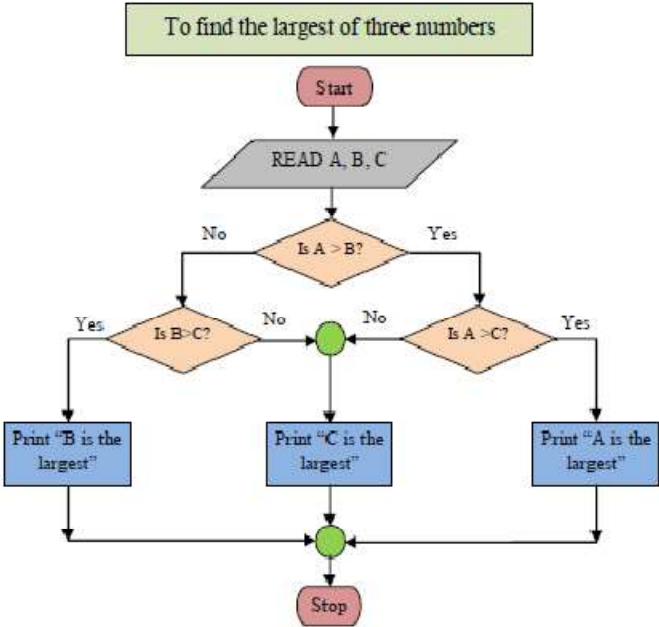 To find the largest of three numbers
Start
READ A, B, C
No
Yes
Is A > B?
Yes
Is B>C?
No
No
Is A >C?
Yes
Print “B is the
largest”
Print “C is the
largest”
Print “A is the
largest”
Stop